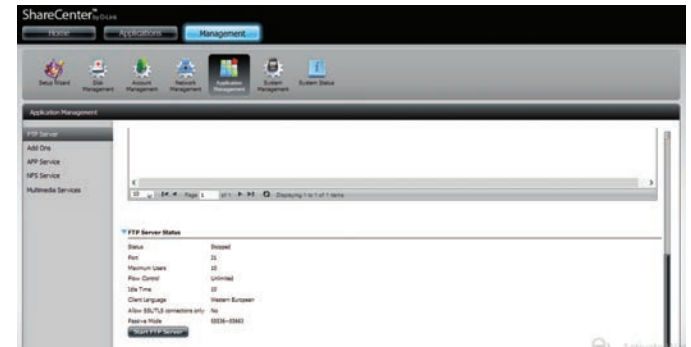 ShareCenter™ by D-Link
Home Applications Management
Setup Wizard Disk Management Account Management Network Management Application Management System Management System Status
Application Management
FTP Server
Add Ons
AFP Service
NFS Service
Multimedia Services
10 Page 1 of 1 Displaying 1 to 1 of 1 items
FTP Server Status
Status Stopped
Port 21
Maximum Users 10
Flow Control Unlimited
Idle Time 10
Client Language Western European
Allow SSL/TLS connections only No
Passive Mode
Start FTP Server